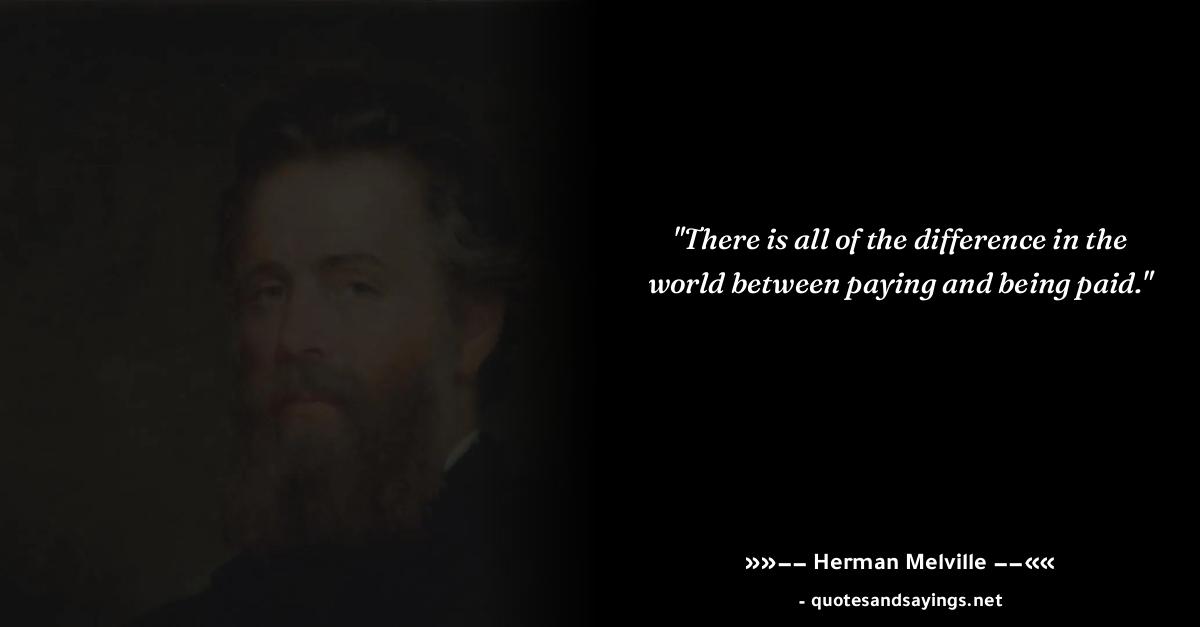 "There is all of the difference in the
world between paying and being paid."
»»−− Herman Melville −−««
- quotesandsayings.net